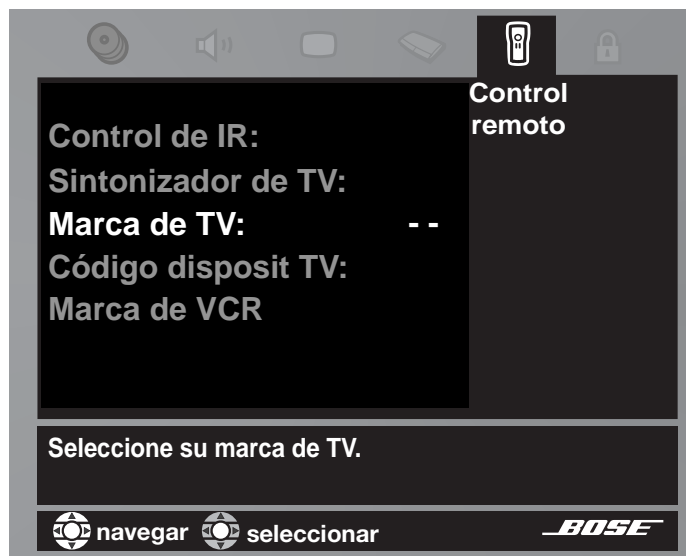 Control
remoto
Control de IR:
Sintonizador de TV:
Marca de TV: - -
Código disposit TV:
Marca de VCR
Seleccione su marca de TV.
navegar seleccionar
BOSE